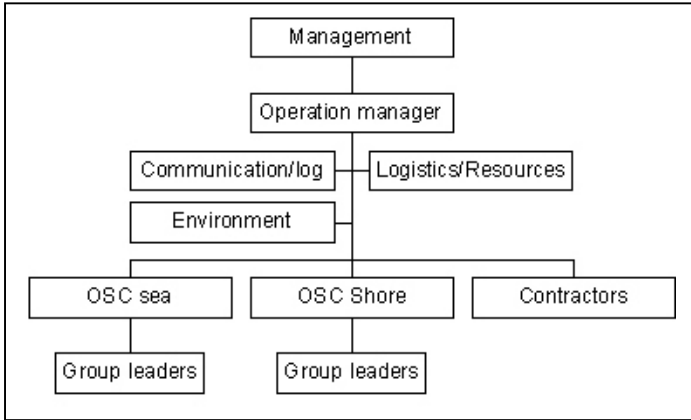 Management
Operation manager
Communication/log
Logistics/Resources
Environment
OSC sea
OSC Shore
Contractors
Group leaders
Group leaders